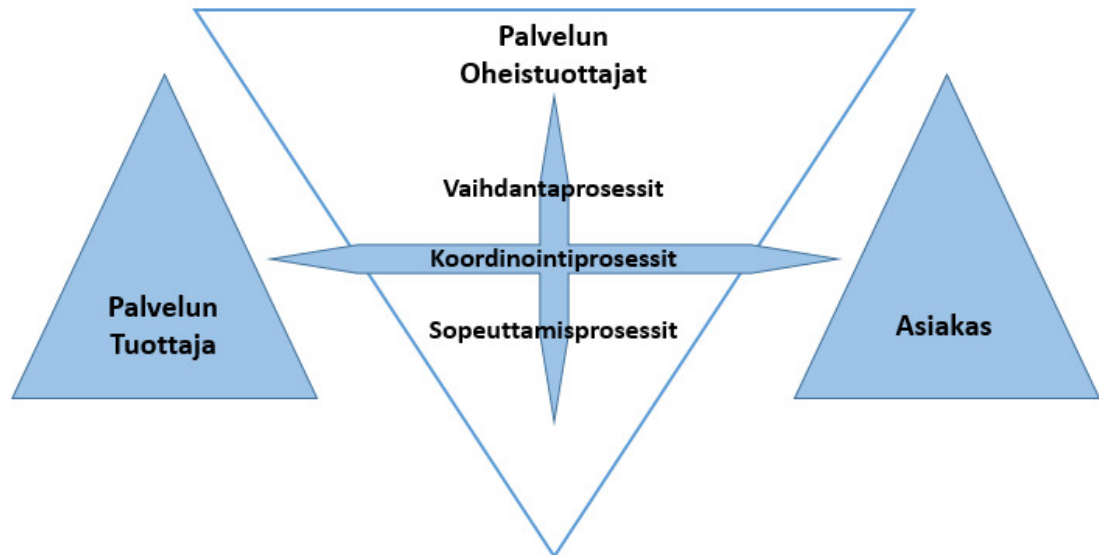 Palvelun
Oheistuottajat
Vaihdantaprosessit
Koordinointiprosessit
Sopeuttamisprosessit
Palvelun
Tuottaja
Asiakas